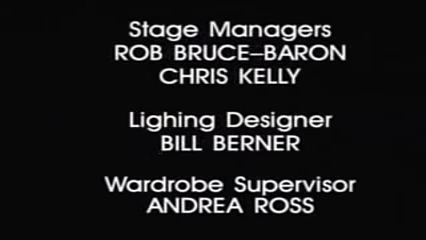 Stage Managers
ROB BRUCE–BARON
CHRIS KELLY
Lighing Designer
BILL BERNER
Wardrobe Supervisor
ANDREA ROSS